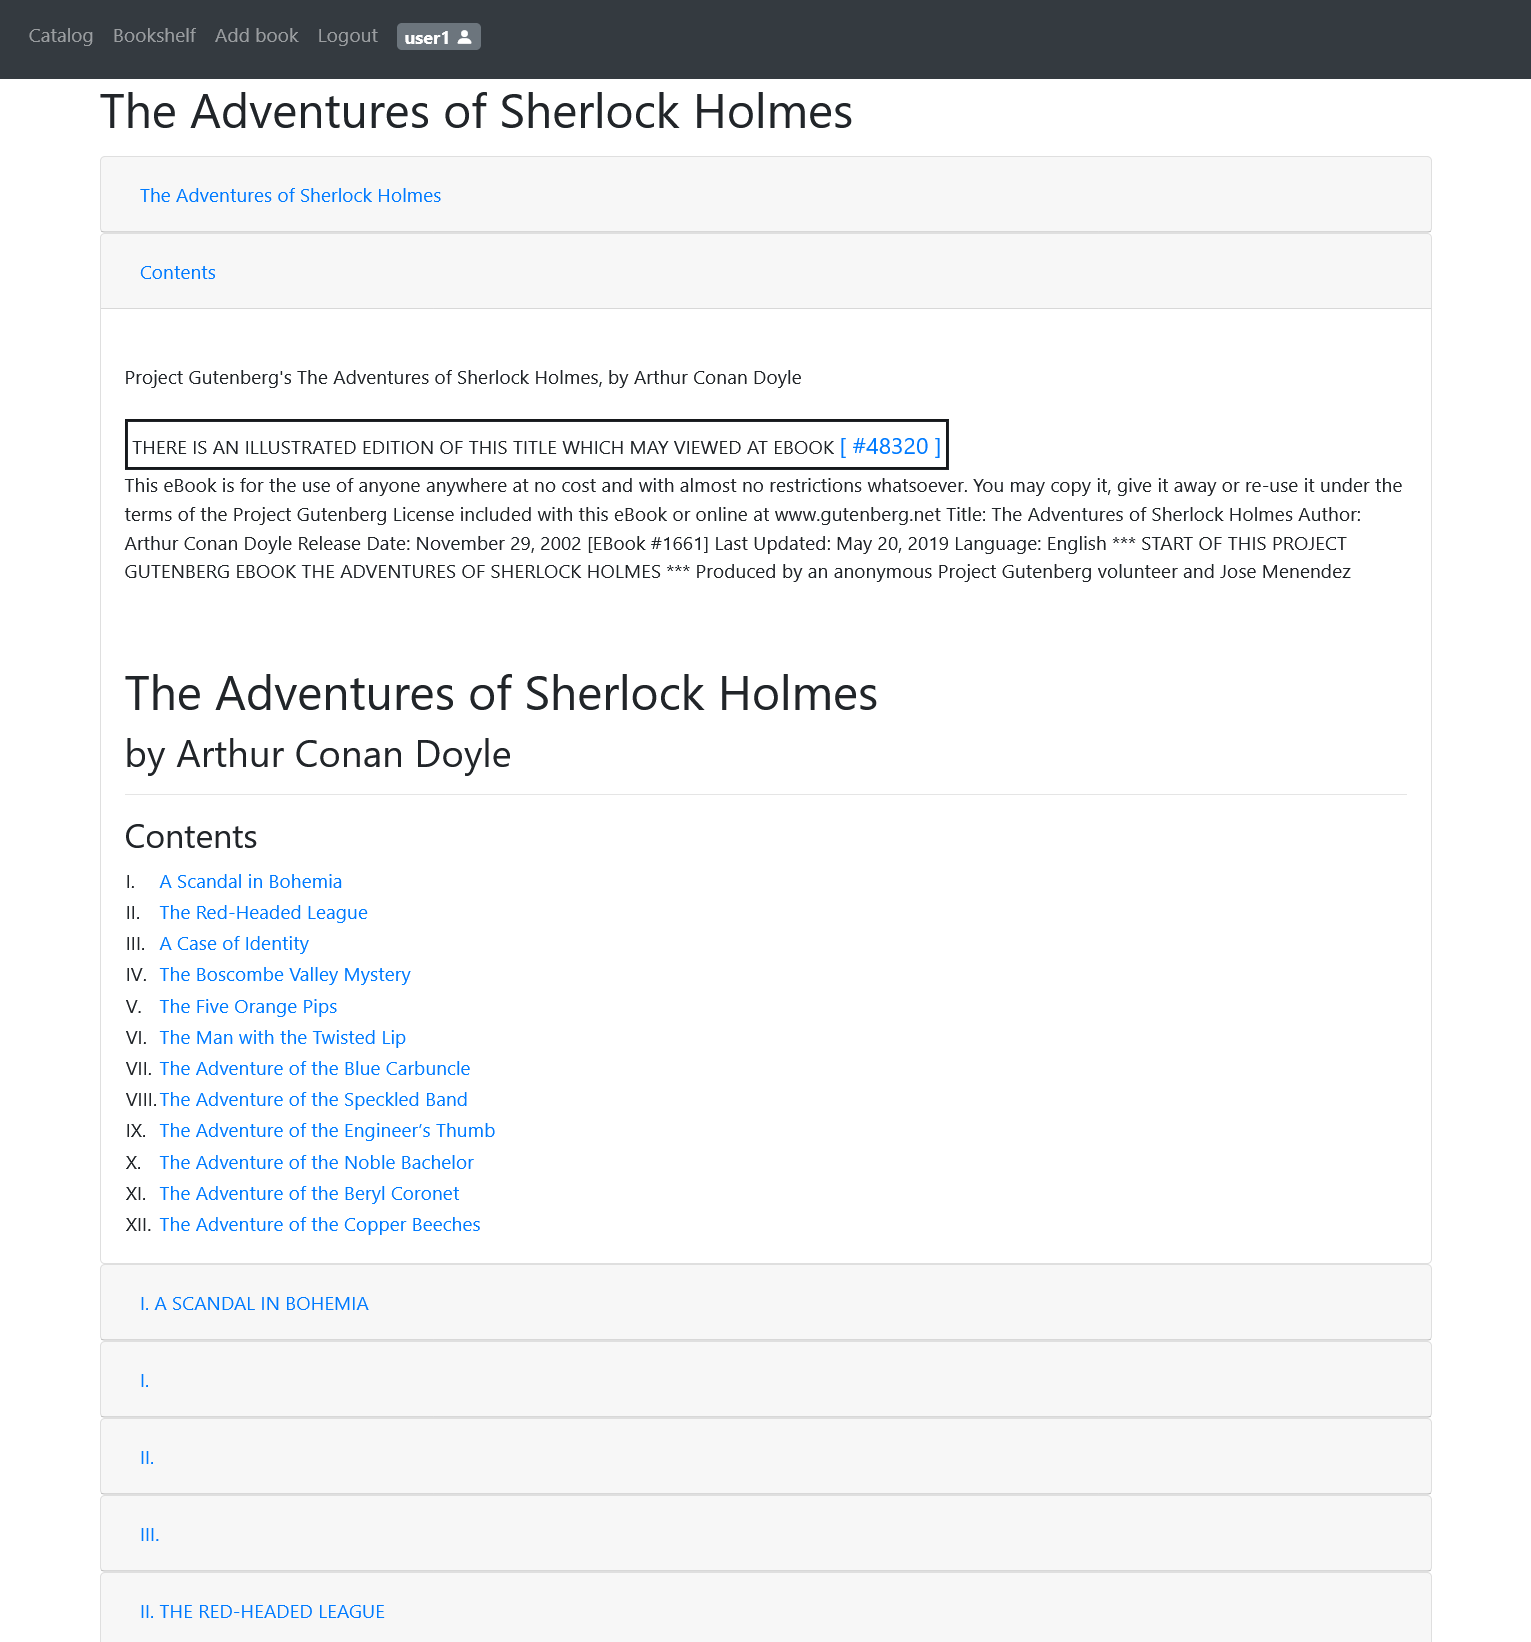 Catalog Bookshelf Add book Logout user1
The Adventures of Sherlock Holmes
The Adventures of Sherlock Holmes
Contents
Project Gutenberg's The Adventures of Sherlock Holmes, by Arthur Conan Doyle
THERE IS AN ILLUSTRATED EDITION OF THIS TITLE WHICH MAY VIEWED AT EBOOK [ #48320 ]
This eBook is for the use of anyone anywhere at no cost and with almost no restrictions whatsoever. You may copy it, give it away or re-use it under the
terms of the Project Gutenberg License included with this eBook or online at www.gutenberg.net Title: The Adventures of Sherlock Holmes Author:
Arthur Conan Doyle Release Date: November 29, 2002 [EBook #1661] Last Updated: May 20, 2019 Language: English *** START OF THIS PROJECT
GUTENBERG EBOOK THE ADVENTURES OF SHERLOCK HOLMES *** Produced by an anonymous Project Gutenberg volunteer and Jose Menendez
The Adventures of Sherlock Holmes
by Arthur Conan Doyle
Contents
I. A Scandal in Bohemia
II. The Red-Headed League
III. A Case of Identity
IV. The Boscombe Valley Mystery
V. The Five Orange Pips
VI. The Man with the Twisted Lip
VII. The Adventure of the Blue Carbuncle
VIII. The Adventure of the Speckled Band
IX. The Adventure of the Engineer’s Thumb
X. The Adventure of the Noble Bachelor
XI. The Adventure of the Beryl Coronet
XII. The Adventure of the Copper Beeches
I. A SCANDAL IN BOHEMIA
I.
II.
III.
II. THE RED-HEADED LEAGUE